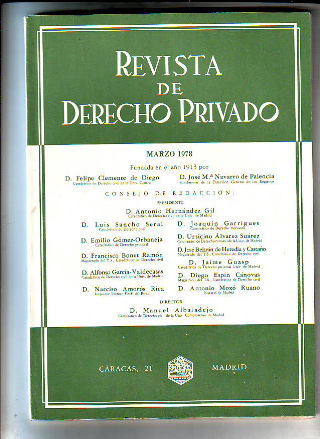 REVISTA
DE
DERECHO PRIVADO
MARZO 1978
Fundada en el año 1913 por
D. Felipe Clemente de Diego
D. José Mª Navarro de Palencia
CONSEJO DE REDACCIÓN:
PRESIDENTE
D. Antonio Hernández Gil
D. Luis Sancho Seral
D. Joaquín Garrigues
D. Emilio Gómez-Orbaneja
D. Ursicino Álvarez Suárez
D. Francisco Bonet Ramón
D. José Beltrán de Heredia y Castaño
D. Alfonso García-Valdecasas
D. Jaime Guasp
D. Diego Espín Cánovas
D. Narciso Amorós Rica
D. Antonio Moxó Ruano
DIRECTOR
D. Manuel Albaladejo
CARACAS, 21
MADRID